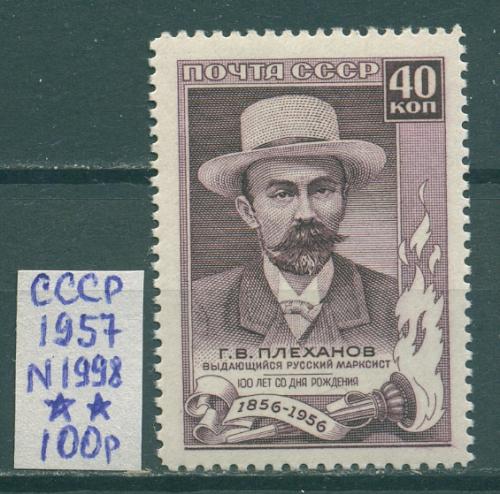 ПОЧТА СССР
40
КОП
Г.В. ПЛЕХАНОВ
ВЫДАЮЩИЙСЯ РУССКИЙ МАРКСИСТ
100 ЛЕТ СО ДНЯ РОЖДЕНИЯ
1856-1956
СССР
1957
N1998
100р